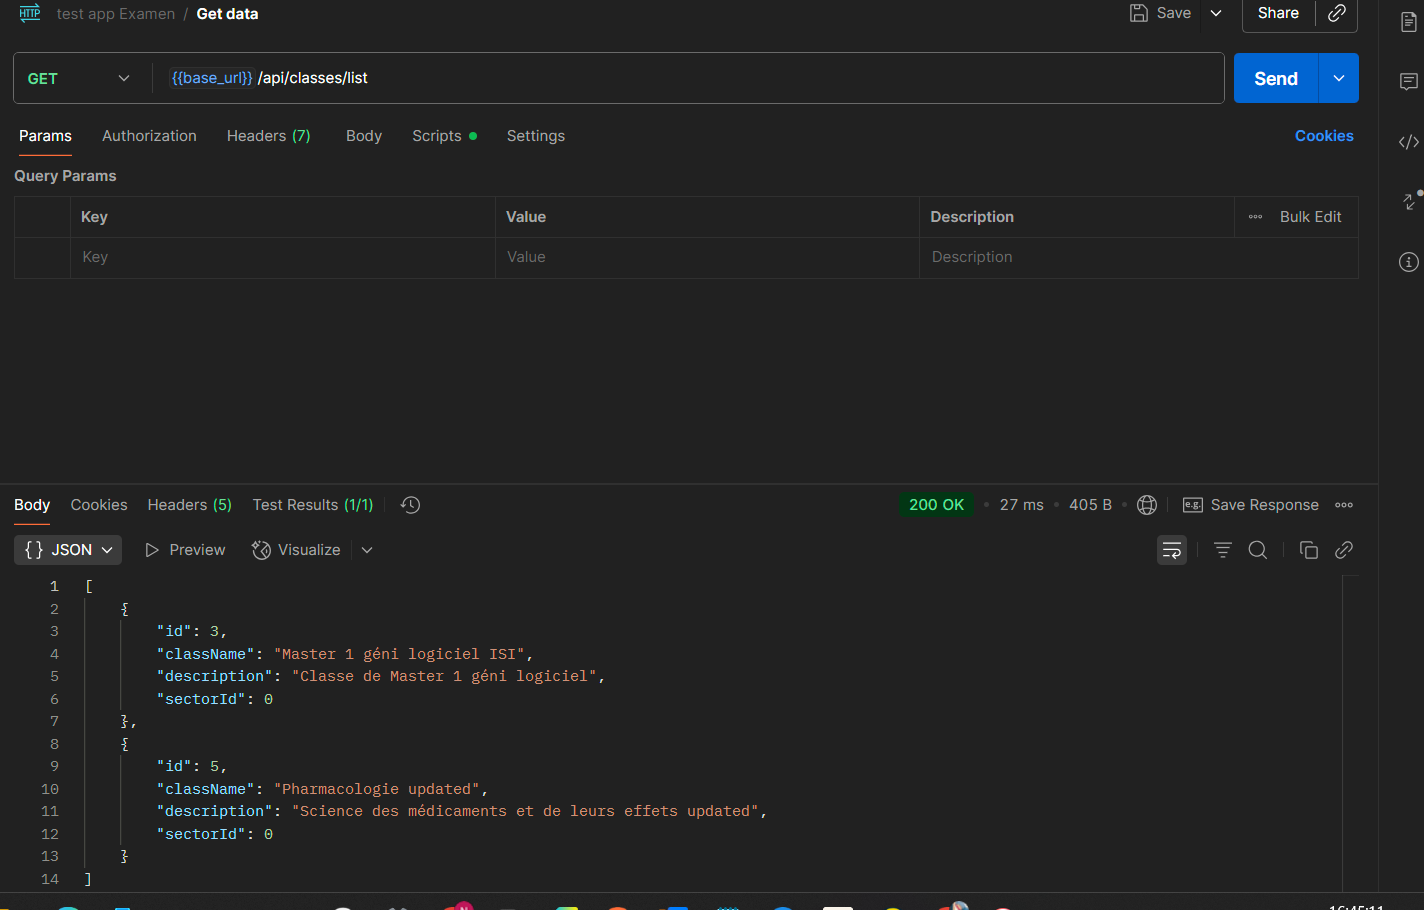 HTTP test app Examen / Get data Save Share
GET {{base_url}} /api/classes/list Send
Params Authorization Headers (7) Body Scripts Settings Cookies
Query Params
Key Value Description Bulk Edit
Key Value Description
Body Cookies Headers (5) Test Results (1/1) 200 OK • 27 ms • 405 B e.g. Save Response
{} JSON Preview Visualize
1 [
2 {
3 "id": 3,
4 "className": "Master 1 géni logiciel ISI",
5 "description": "Classe de Master 1 géni logiciel",
6 "sectorId": 0
7 },
8 {
9 "id": 5,
10 "className": "Pharmacologie updated",
11 "description": "Science des médicaments et de leurs effets updated",
12 "sectorId": 0
13 }
14 ]
16:45:11